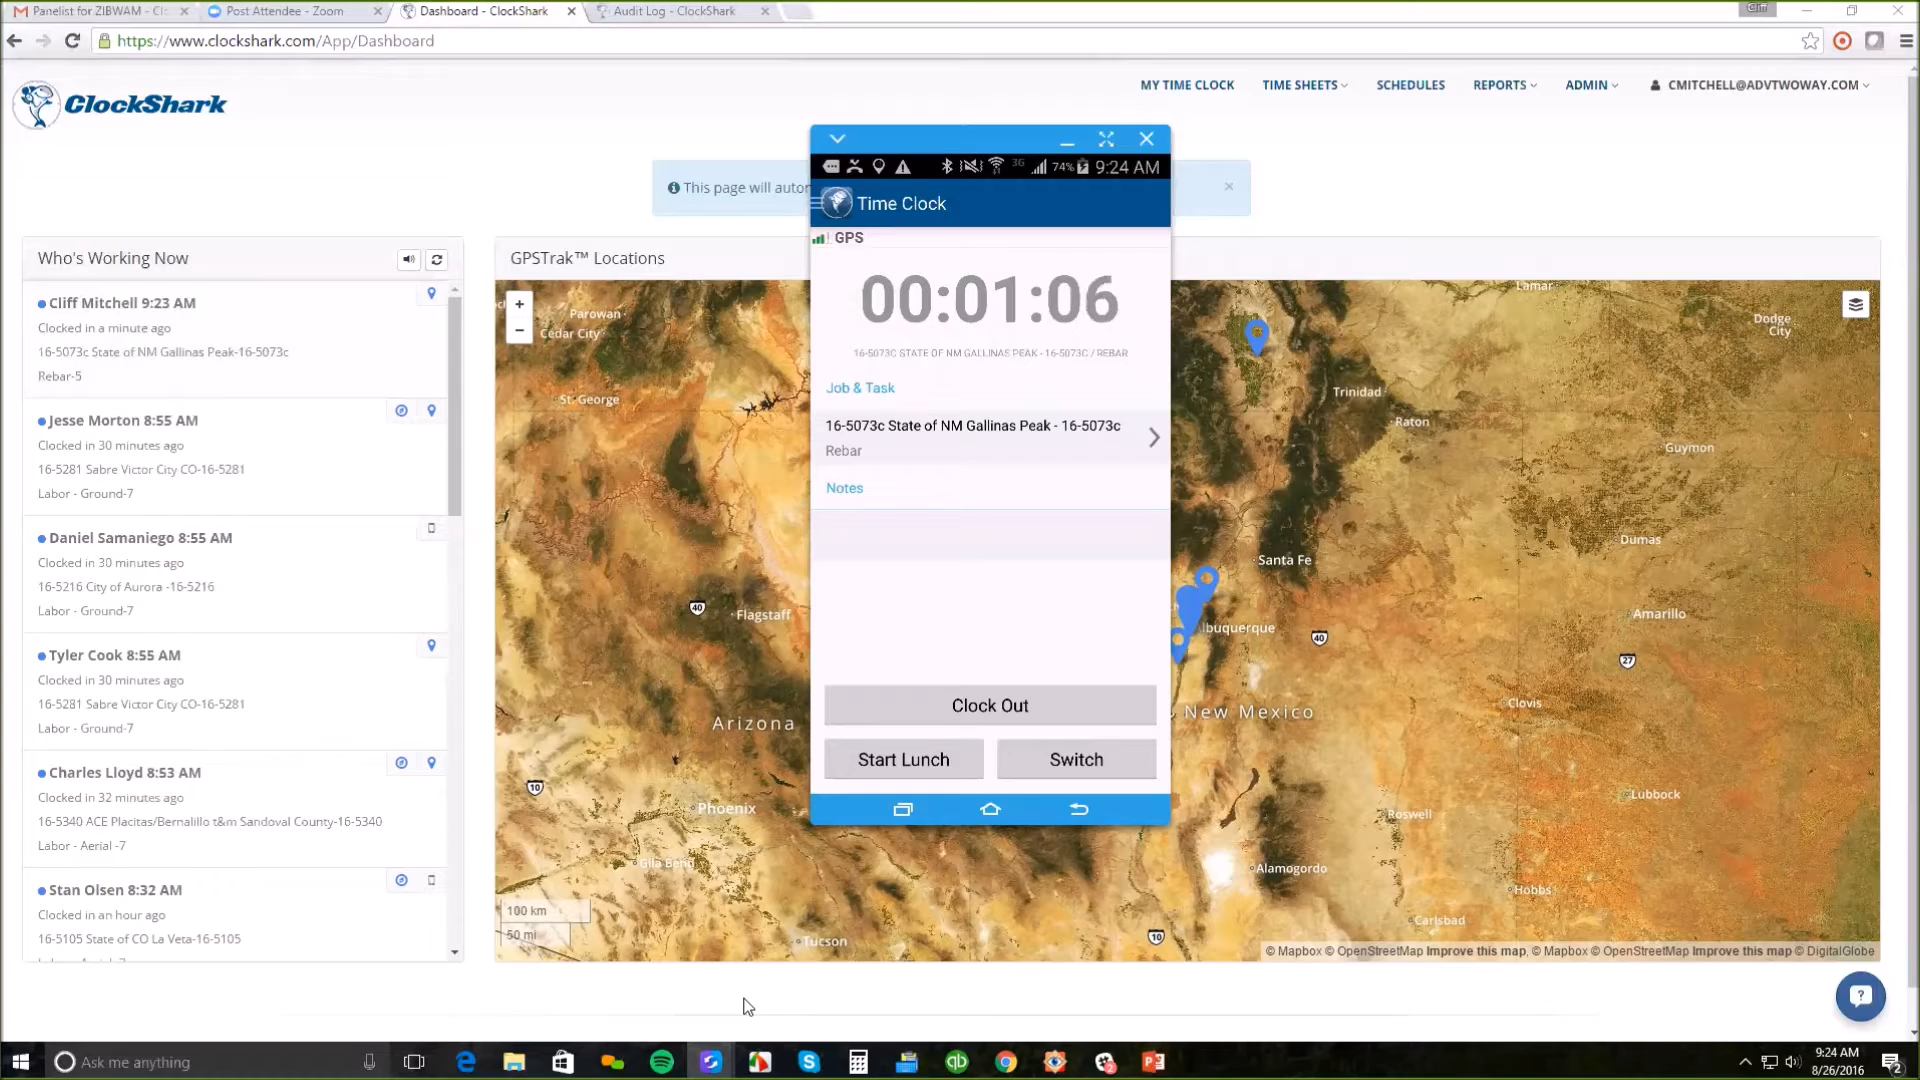 Panelist for ZIBWAM - Cl
Post Attendee - Zoom
Dashboard - ClockShark
Audit Log - ClockShark
Cliff
https://www.clockshark.com/App/Dashboard
ClockShark
MY TIME CLOCK
TIME SHEETS
SCHEDULES
REPORTS
ADMIN
CMITCHELL@ADVTWOWAY.COM
This page will autor
Who's Working Now
Cliff Mitchell 9:23 AM
Clocked in a minute ago
16-5073c State of NM Gallinas Peak-16-5073c
Rebar-5
Jesse Morton 8:55 AM
Clocked in 30 minutes ago
16-5281 Sabre Victor City CO-16-5281
Labor - Ground-7
Daniel Samaniego 8:55 AM
Clocked in 30 minutes ago
16-5216 City of Aurora -16-5216
Labor - Ground-7
Tyler Cook 8:55 AM
Clocked in 30 minutes ago
16-5281 Sabre Victor City CO-16-5281
Labor - Ground-7
Charles Lloyd 8:53 AM
Clocked in 32 minutes ago
16-5340 ACE Placitas/Bernalillo t&m Sandoval County-16-5340
Labor - Aerial -7
Stan Olsen 8:32 AM
Clocked in an hour ago
16-5105 State of CO La Veta-16-5105
GPSTrak™ Locations
+
−
Parowan
Cedar City
St. George
40
Flagstaff
Arizona
10
Phoenix
Gila Bend
Tucson
100 km
50 mi
3G
74%
9:24 AM
Time Clock
GPS
00:01:06
16-5073C STATE OF NM GALLINAS PEAK - 16-5073C / REBAR
Job & Task
16-5073c State of NM Gallinas Peak - 16-5073c
Rebar
Notes
Clock Out
Start Lunch
Switch
Lamar
Dodge
City
Trinidad
Raton
Guymon
Santa Fe
Dumas
lbuquerque
40
Amarillo
27
Clovis
New Mexico
Lubbock
Roswell
Alamogordo
Hobbs
Carlsbad
10
© Mapbox © OpenStreetMap Improve this map, © Mapbox © OpenStreetMap Improve this map © DigitalGlobe
?
Ask me anything
qb
9:24 AM
8/26/2016
2